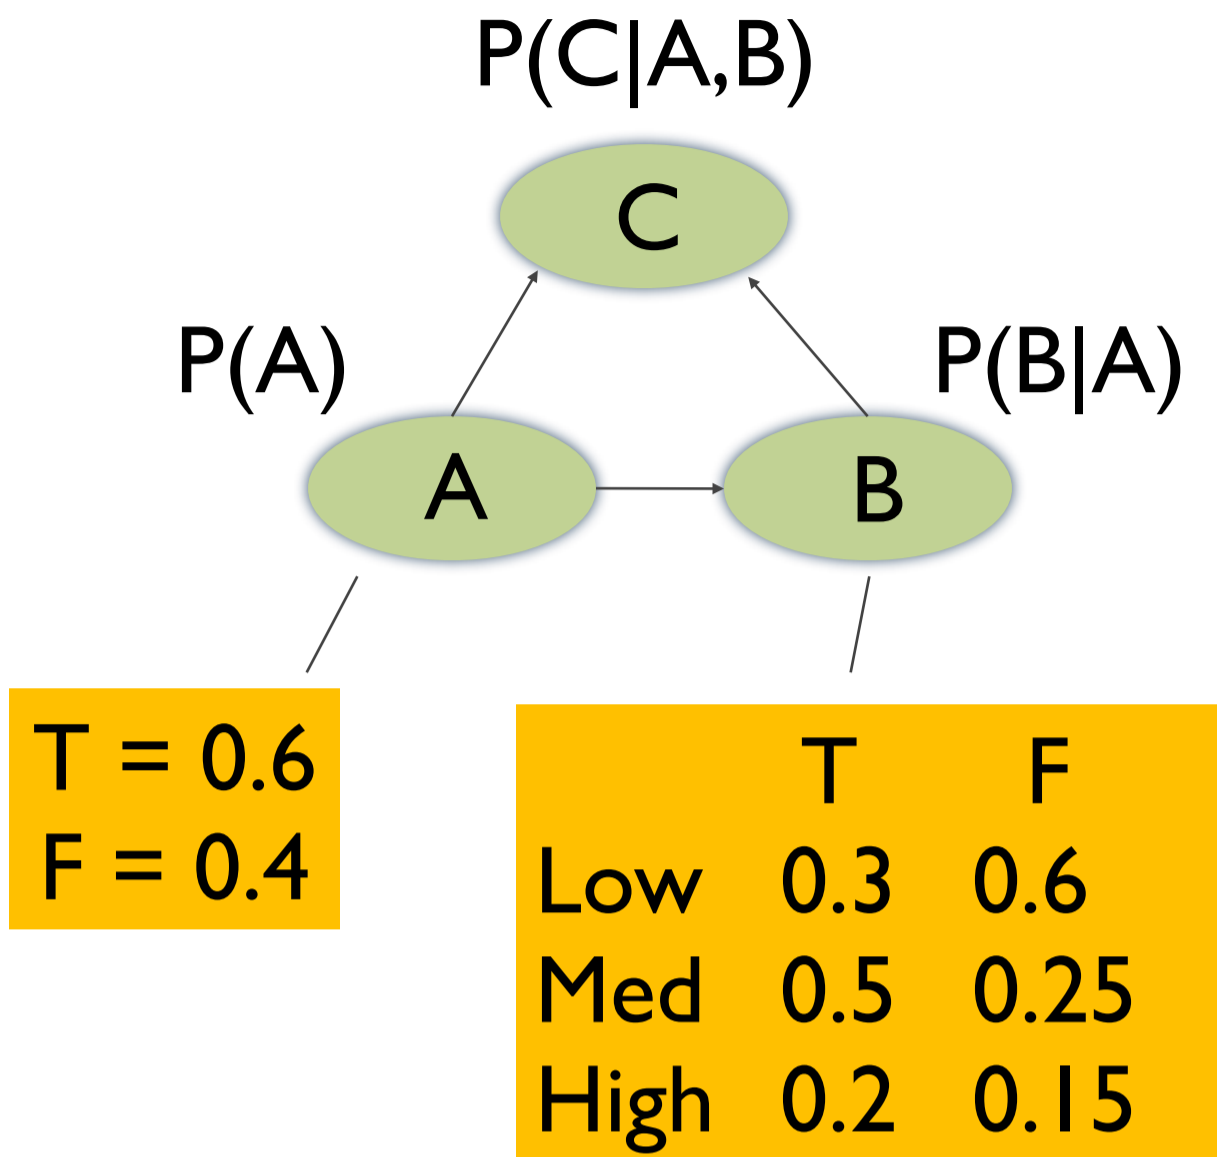 P(C|A,B)
C
P(A)
P(B|A)
A
B
T = 0.6
F = 0.4
T F
Low 0.3 0.6
Med 0.5 0.25
High 0.2 0.15